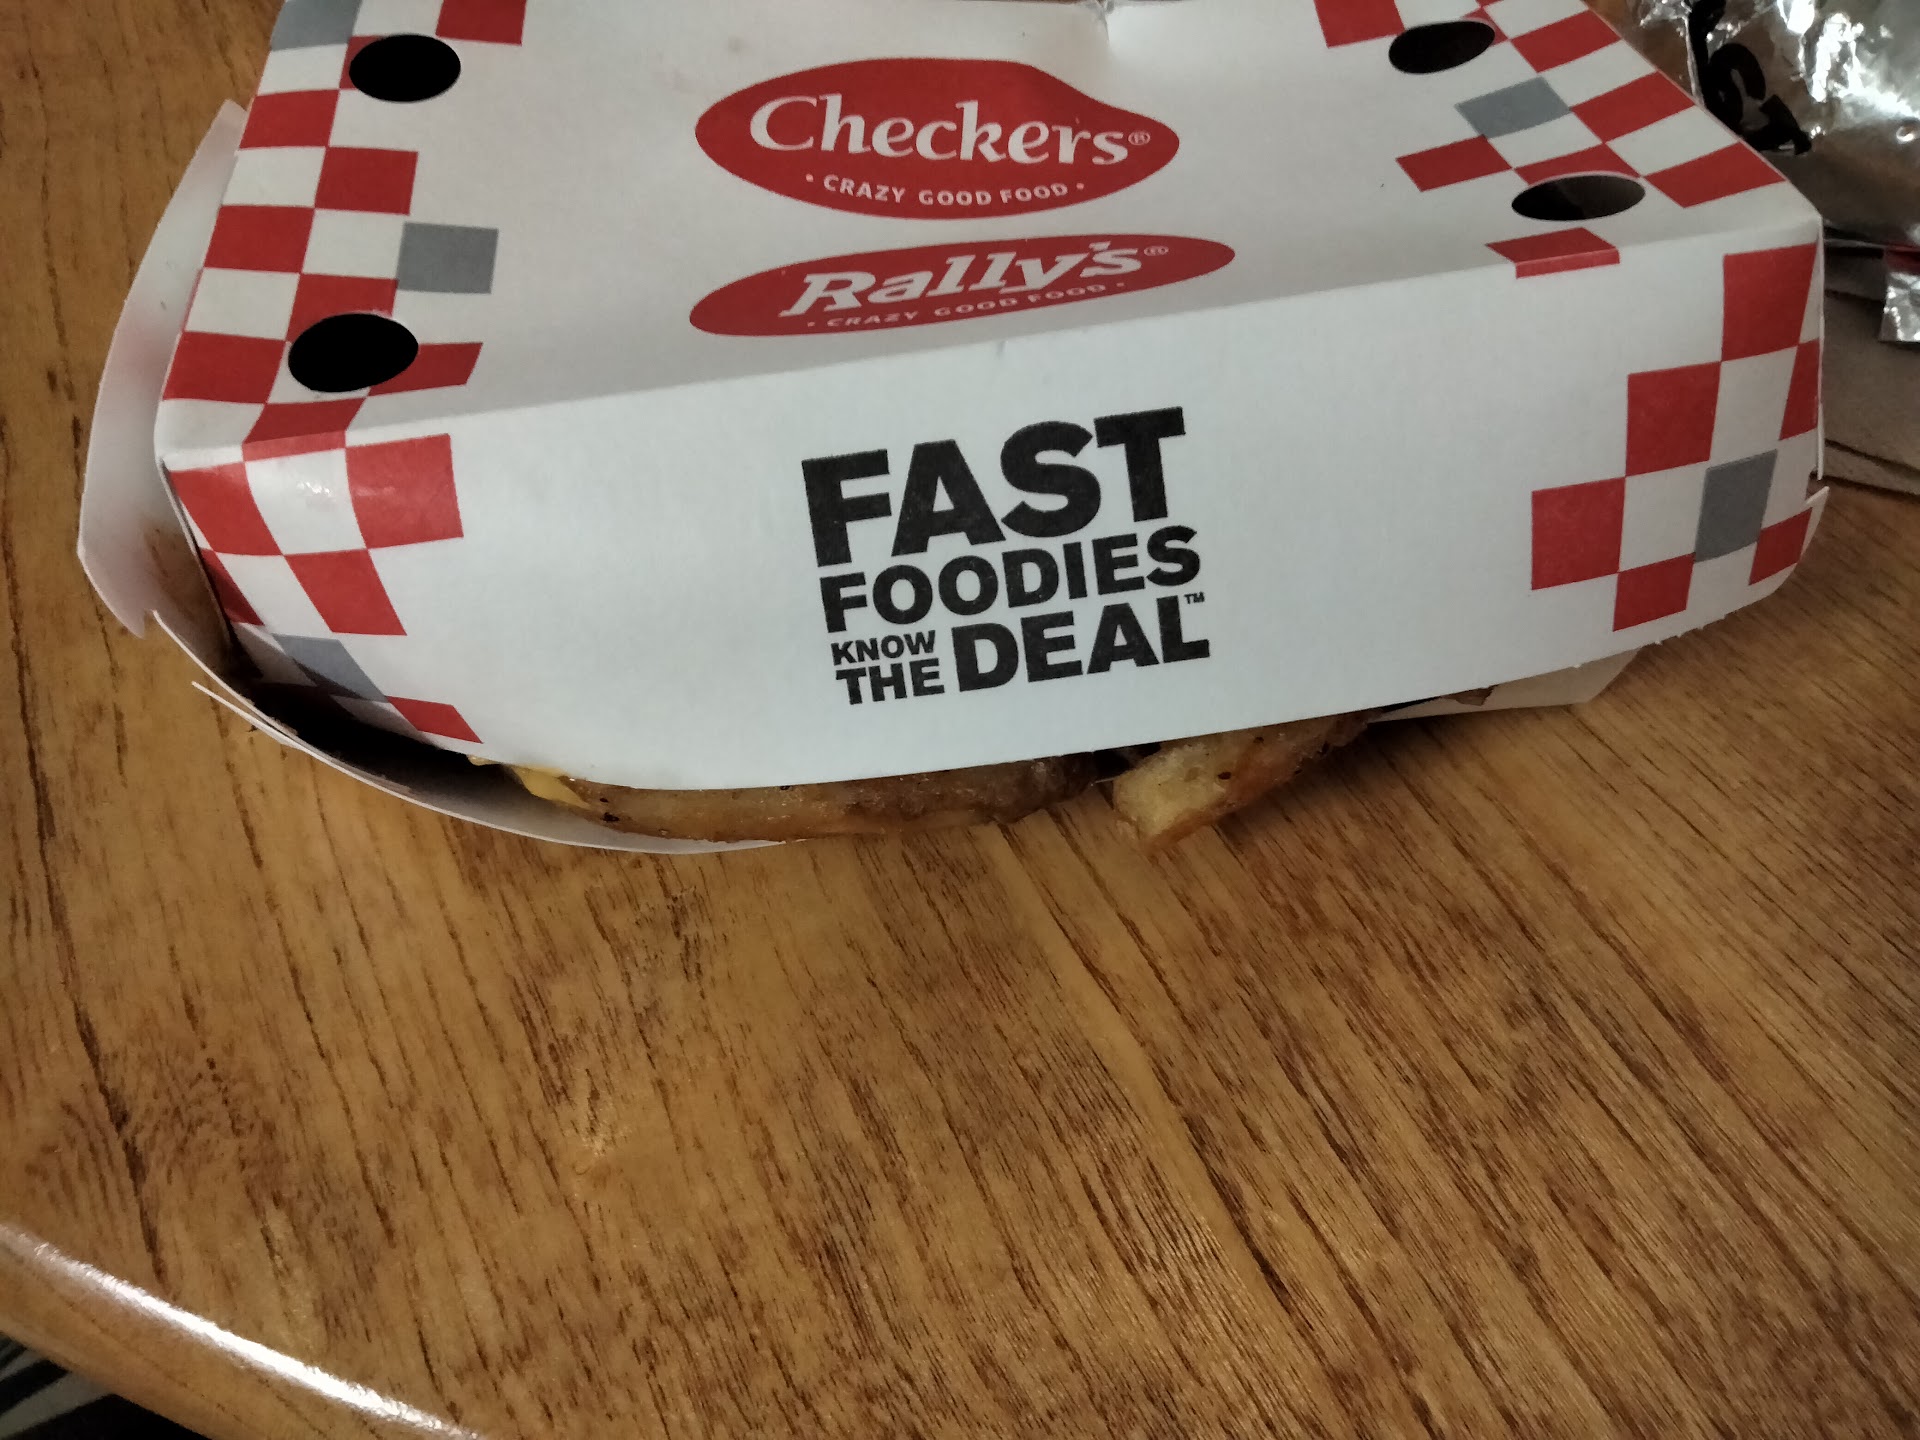 Checkers®
• CRAZY GOOD FOOD •
Rally's®
• CRAZY GOOD FOOD •
FAST
FOODIES
KNOW
THE DEAL™